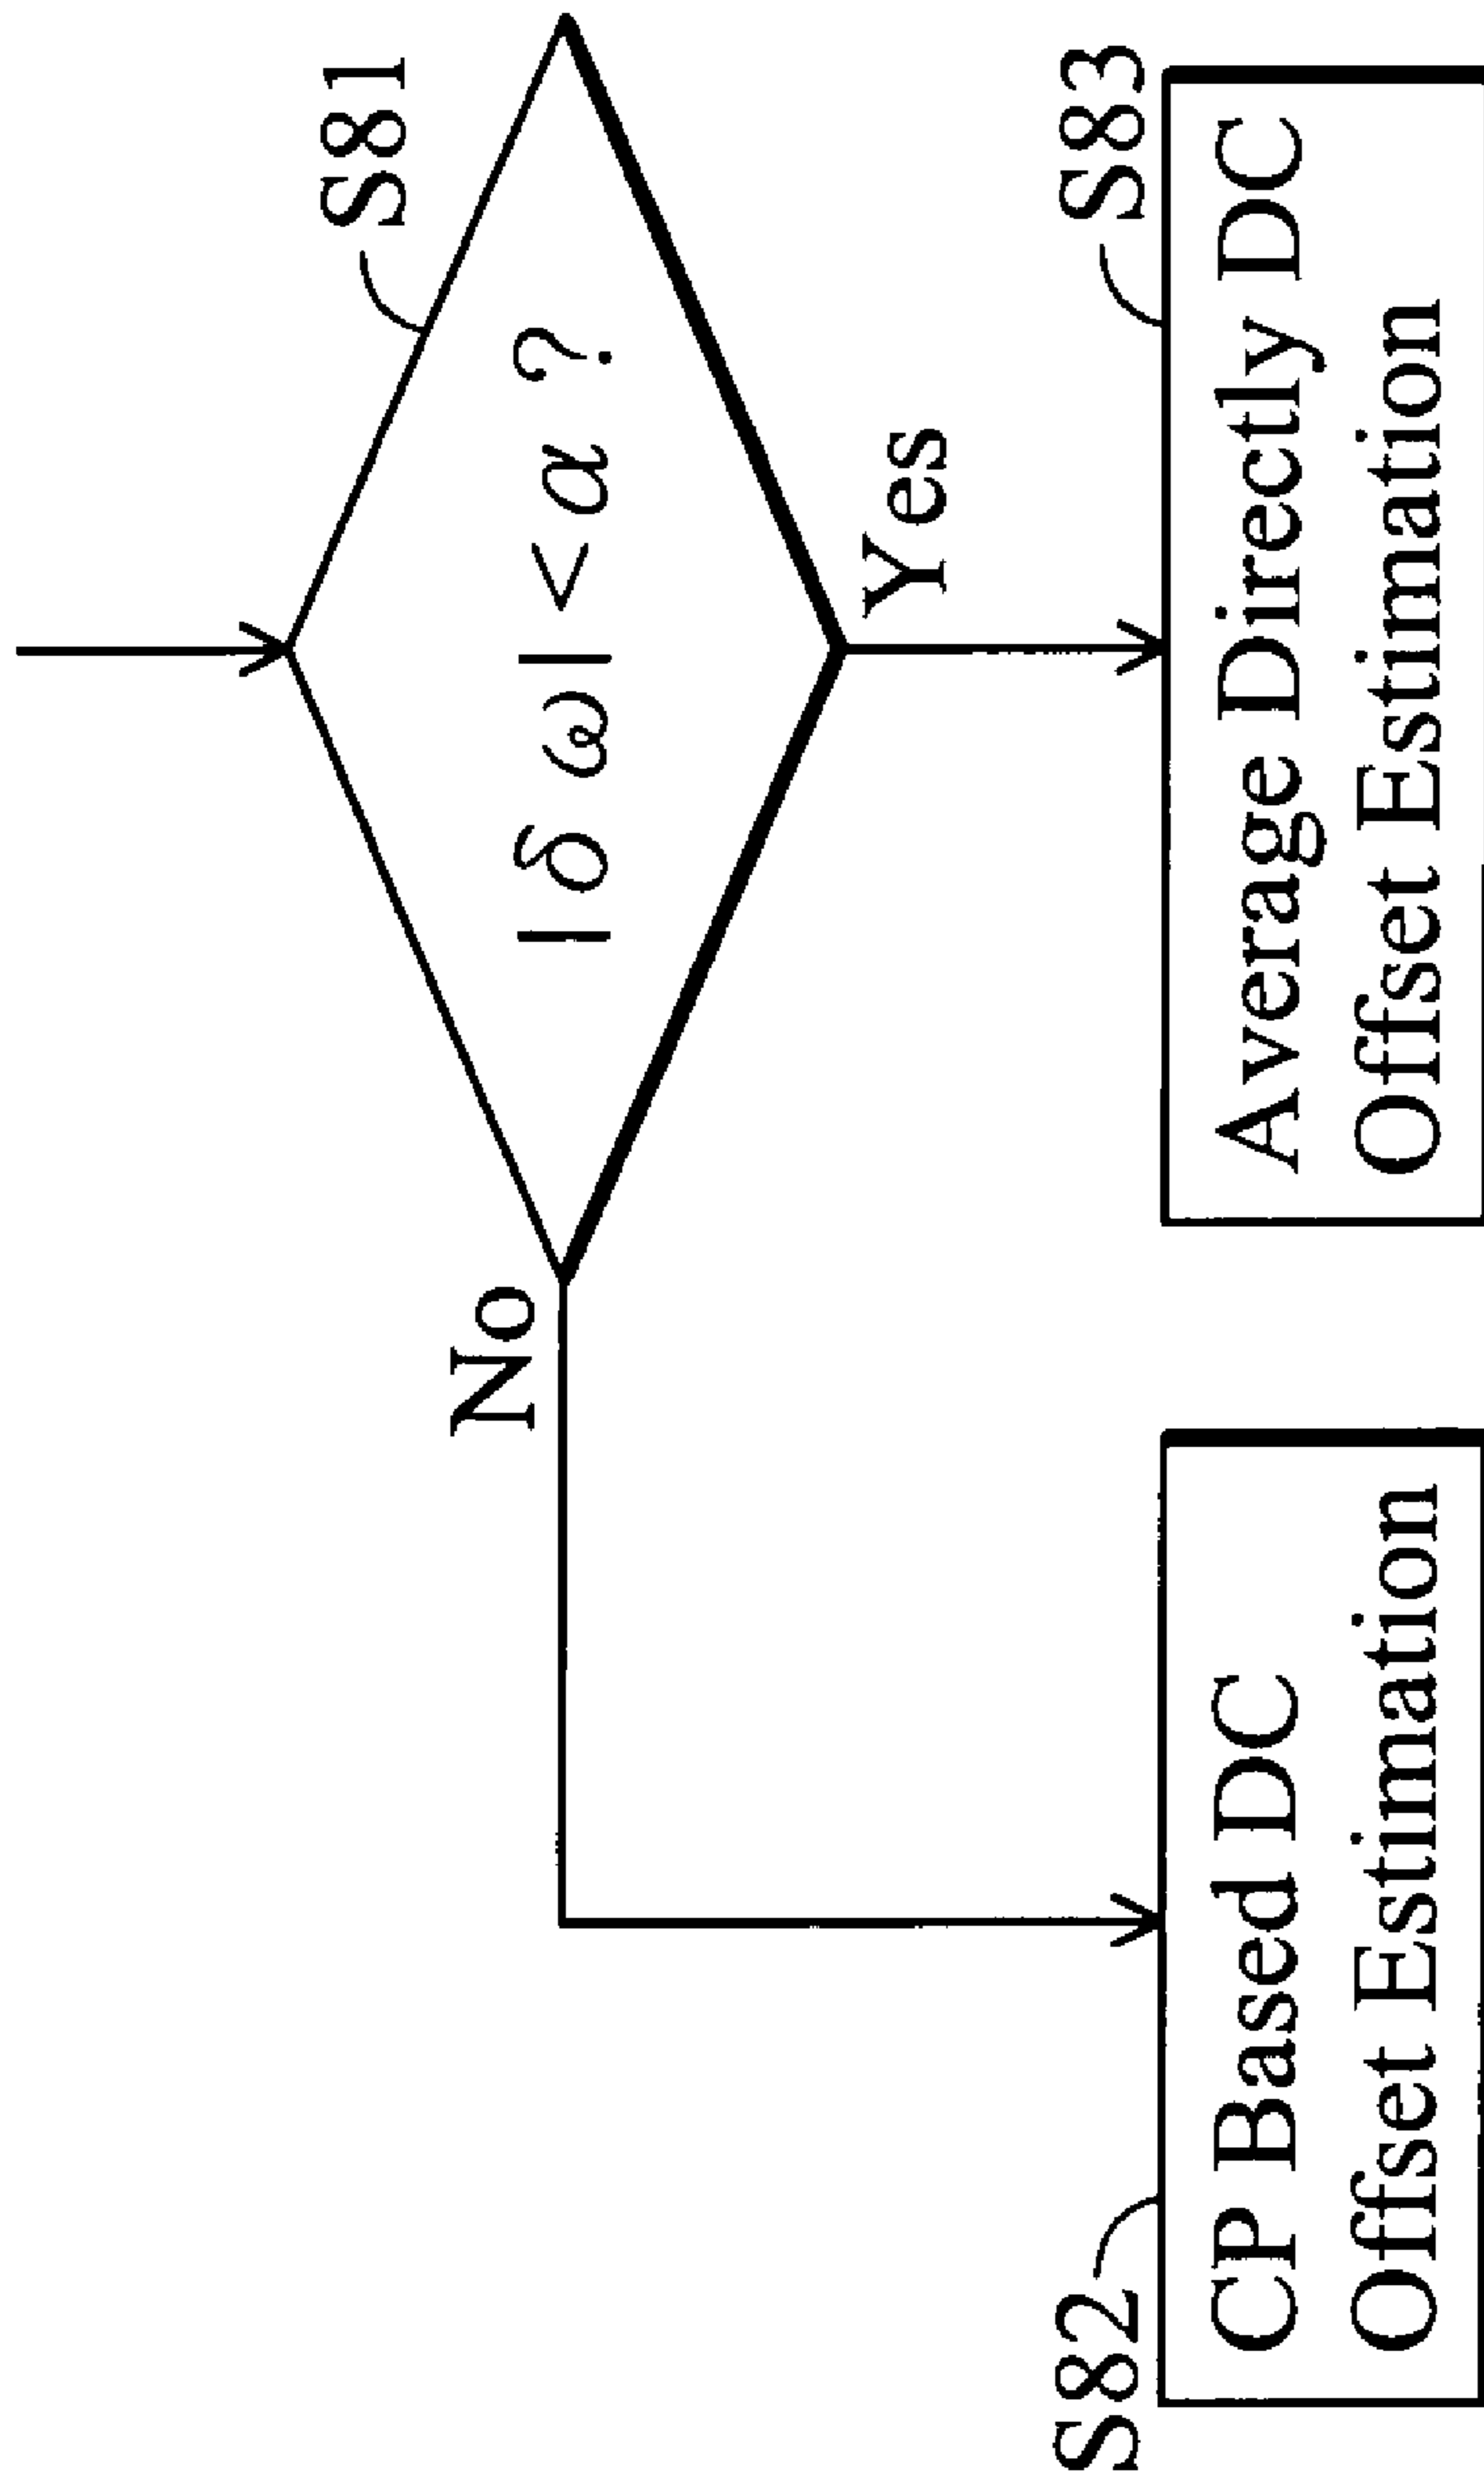 S81
|δ ω| < α ?
No
Yes
S82
CP Based DC
Offset Estimation
S83
Average Directly DC
Offset Estimation